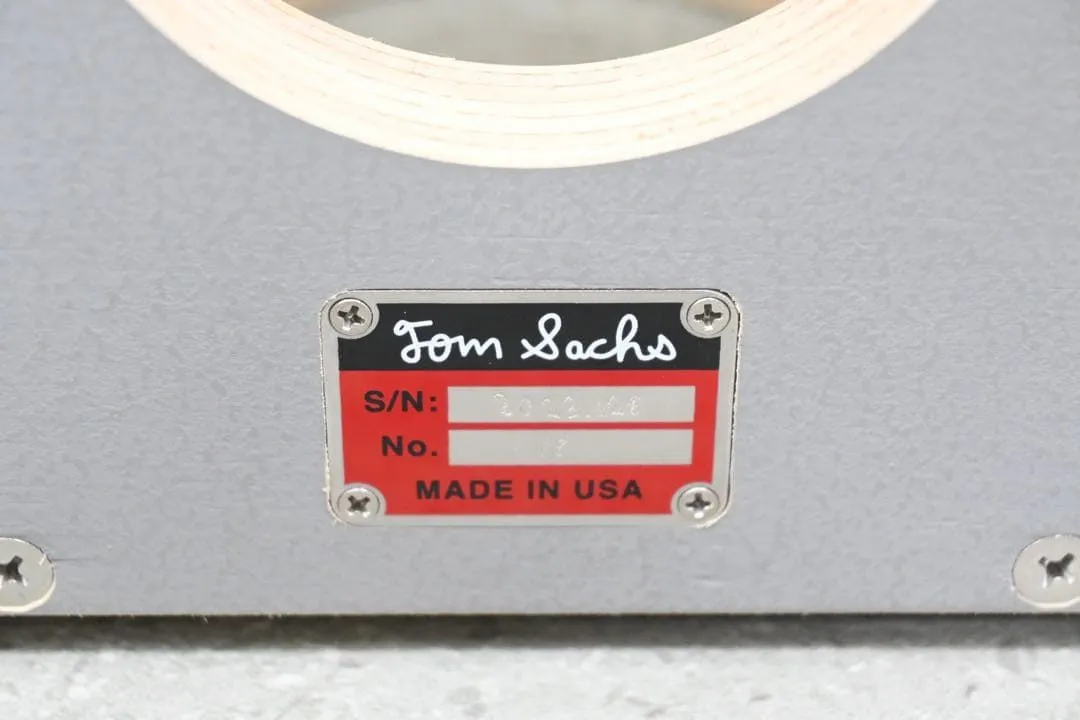 Tom Sachs
S/N:
No.
MADE IN USA